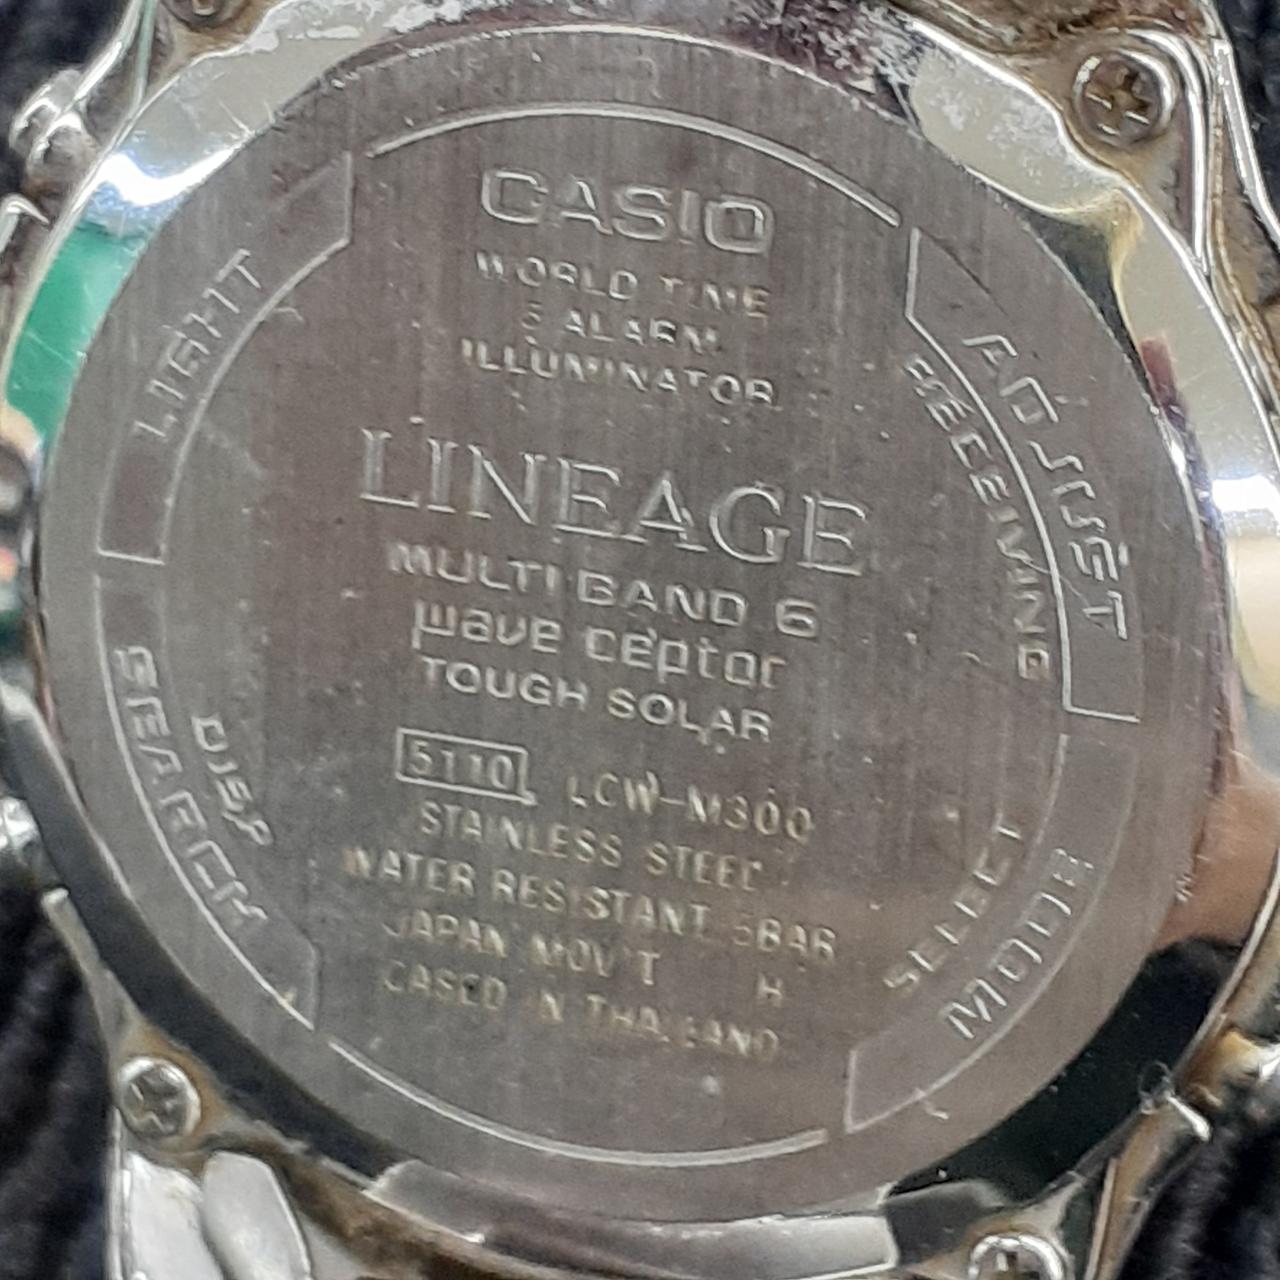 CASIO
WORLD TIME
5 ALARM
ILLUMINATOR
LINEAGE
MULTI BAND 6
wave ceptor
TOUGH SOLAR
5110 LCW-M300
STAINLESS STEEL
WATER RESISTANT 5BAR
JAPAN MOV'T H
CASED IN THAILAND
LIGHT
ADJUST
RECEIVING
SEARCH
DISP
SELECT
MODE